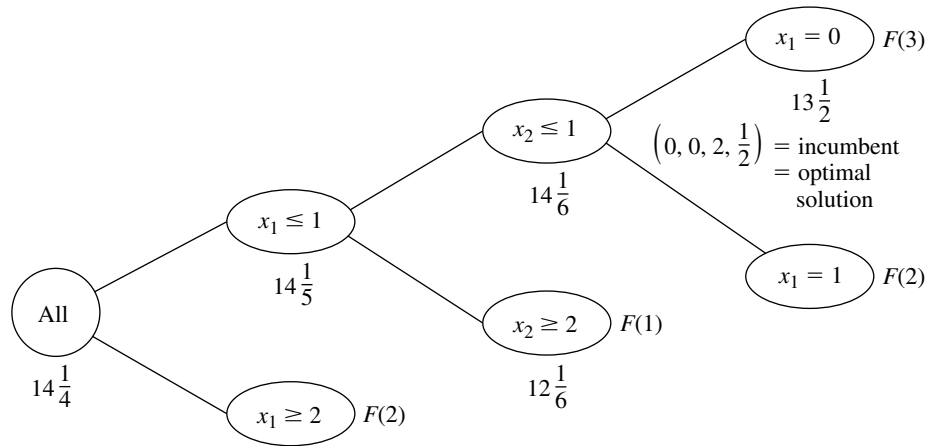 x₁ = 0 F(3)
13 1/2
(0, 0, 2, 1/2) = incumbent
= optimal
solution
x₂ ≤ 1
14 1/6
x₁ ≤ 1
14 1/5
x₁ = 1 F(2)
All
14 1/4
x₂ ≥ 2 F(1)
12 1/6
x₁ ≥ 2 F(2)